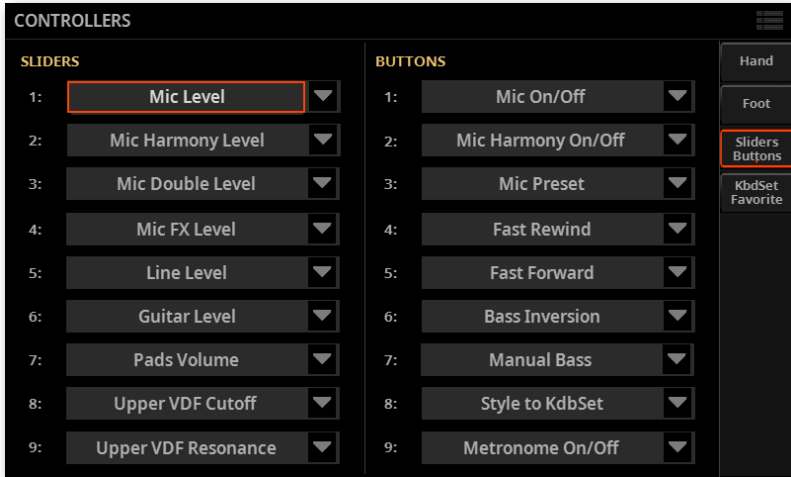 CONTROLLERS
SLIDERS
1: Mic Level
2: Mic Harmony Level
3: Mic Double Level
4: Mic FX Level
5: Line Level
6: Guitar Level
7: Pads Volume
8: Upper VDF Cutoff
9: Upper VDF Resonance
BUTTONS
1: Mic On/Off
2: Mic Harmony On/Off
3: Mic Preset
4: Fast Rewind
5: Fast Forward
6: Bass Inversion
7: Manual Bass
8: Style to KdbSet
9: Metronome On/Off
Hand
Foot
Sliders
Buttons
KbdSet
Favorite